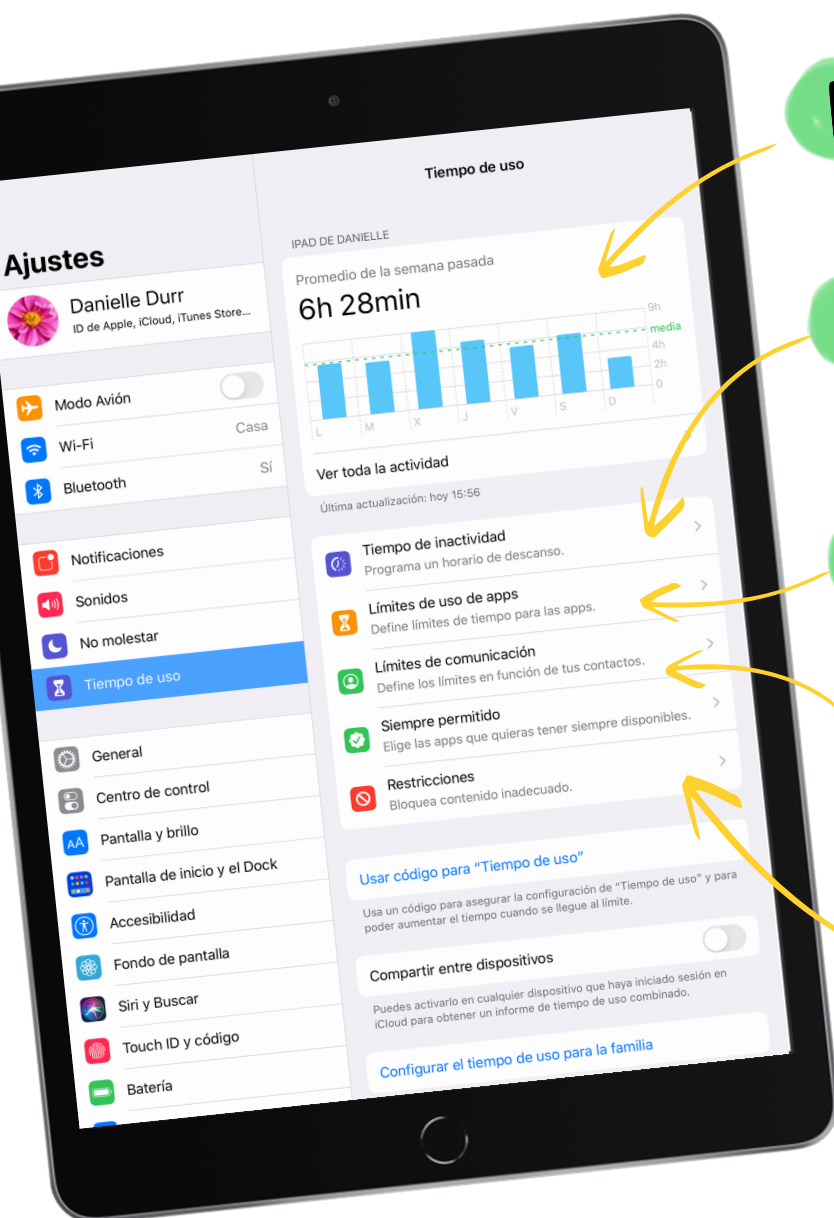 Ajustes
Danielle Durr
ID de Apple, iCloud, iTunes Store...
Modo Avión
Wi-Fi
Casa
Bluetooth
Sí
Notificaciones
Sonidos
No molestar
Tiempo de uso
General
Centro de control
AA
Pantalla y brillo
Pantalla de inicio y el Dock
Accesibilidad
Fondo de pantalla
Siri y Buscar
Touch ID y código
Batería
Tiempo de uso
IPAD DE DANIELLE
Promedio de la semana pasada
6h 28min
9h
media
4h
2h
0
L M X J V S D
Ver toda la actividad
Última actualización: hoy 15:56
Tiempo de inactividad
Programa un horario de descanso.
Límites de uso de apps
Define límites de tiempo para las apps.
Límites de comunicación
Define los límites en función de tus contactos.
Siempre permitido
Elige las apps que quieras tener siempre disponibles.
Restricciones
Bloquea contenido inadecuado.
Usar código para “Tiempo de uso”
Usa un código para asegurar la configuración de “Tiempo de uso” y para
poder aumentar el tiempo cuando se llegue al límite.
Compartir entre dispositivos
Puedes activarlo en cualquier dispositivo que haya iniciado sesión en
iCloud para obtener un informe de tiempo de uso combinado.
Configurar el tiempo de uso para la familia